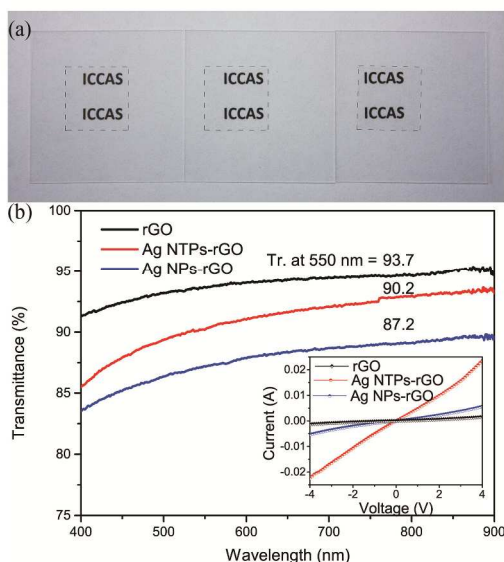 (a)
ICCAS ICCAS ICCAS
ICCAS ICCAS ICCAS
(b)
100
95
90
85
80
75
Transmittance (%)
rGO
Ag NTPs-rGO
Ag NPs-rGO
Tr. at 550 nm = 93.7
90.2
87.2
0.02
0.01
0.00
-0.01
-0.02
Current (A)
rGO
Ag NTPs-rGO
Ag NPs-rGO
-4 -2 0 2 4
Voltage (V)
400 500 600 700 800 900
Wavelength (nm)